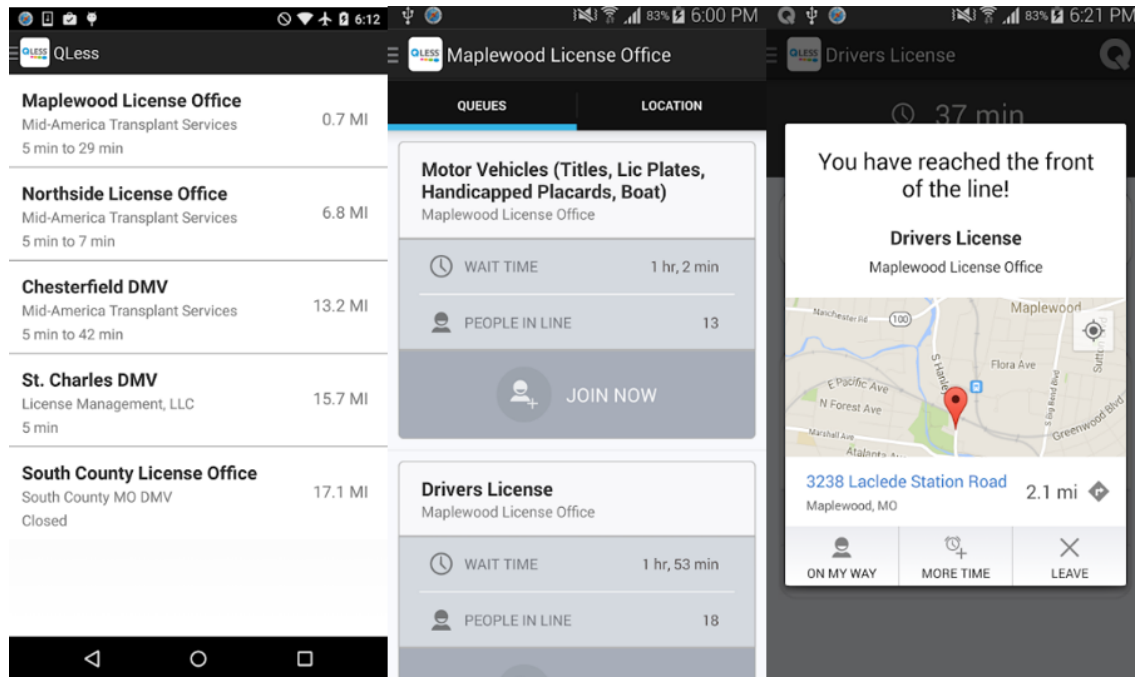 6:12
QLESS QLess
Maplewood License Office
Mid-America Transplant Services
0.7 MI
5 min to 29 min
Northside License Office
Mid-America Transplant Services
6.8 MI
5 min to 7 min
Chesterfield DMV
Mid-America Transplant Services
13.2 MI
5 min to 42 min
St. Charles DMV
License Management, LLC
15.7 MI
5 min
South County License Office
South County MO DMV
17.1 MI
Closed
83% 6:00 PM
QLESS Maplewood License Office
QUEUES LOCATION
Motor Vehicles (Titles, Lic Plates,
Handicapped Placards, Boat)
Maplewood License Office
WAIT TIME 1 hr, 2 min
PEOPLE IN LINE 13
JOIN NOW
Drivers License
Maplewood License Office
WAIT TIME 1 hr, 53 min
PEOPLE IN LINE 18
83% 6:21 PM
QLESS Drivers License
37 min
You have reached the front
of the line!
Drivers License
Maplewood License Office
Manchester Rd
100
Maplewood
S Hanley
Sutton
Flora Ave
E Pacific Ave
N Forest Ave
S Big Bend Blvd
Greenwood Blvd
Marshall Ave
Atalanta
3238 Laclede Station Road
2.1 mi
Maplewood, MO
ON MY WAY MORE TIME LEAVE